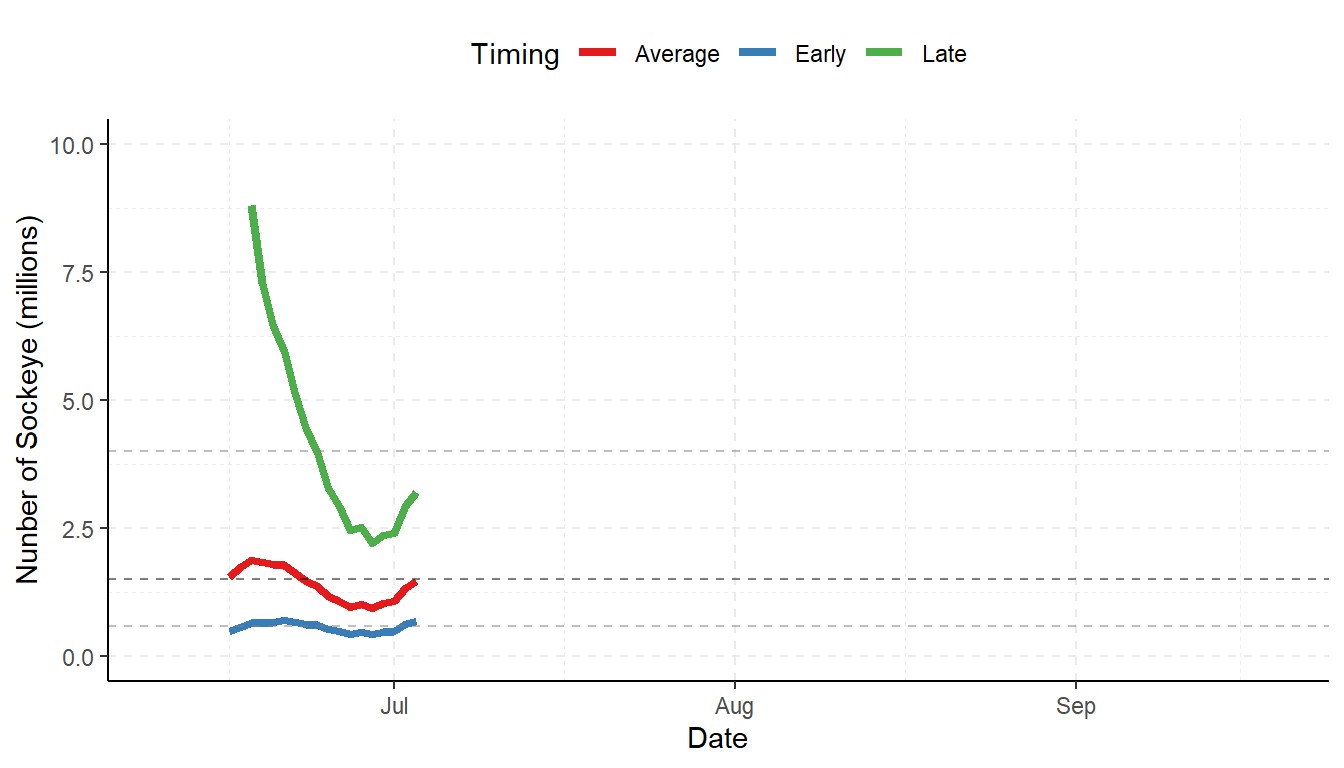 Timing Average Early Late
10.0
7.5
5.0
2.5
0.0
Nunber of Sockeye (millions)
Jul Aug Sep
Date